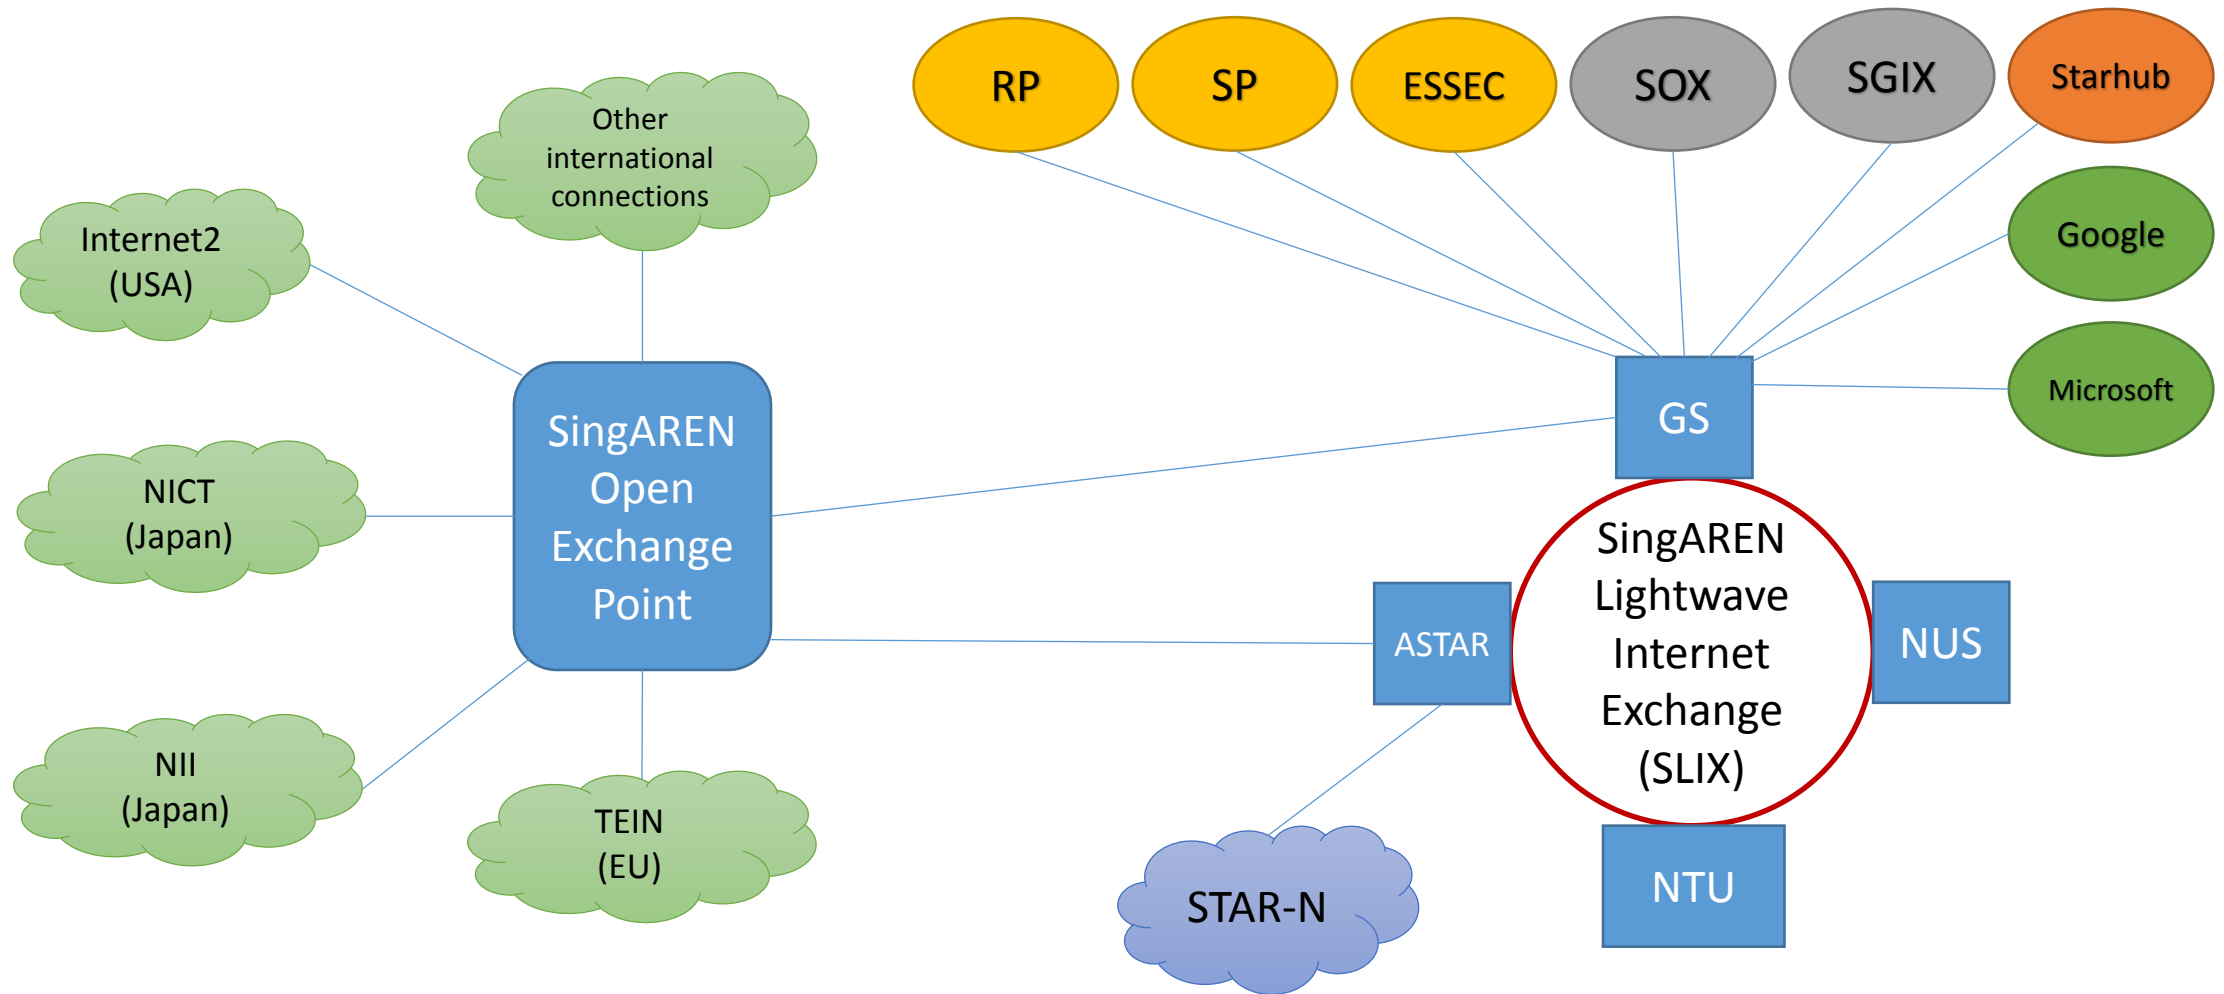 RP
SP
ESSEC
SOX
SGIX
Starhub
Google
Microsoft
Other
international
connections
Internet2
(USA)
NICT
(Japan)
NII
(Japan)
TEIN
(EU)
SingAREN
Open
Exchange
Point
GS
ASTAR
SingAREN
Lightwave
Internet
Exchange
(SLIX)
NUS
NTU
STAR-N